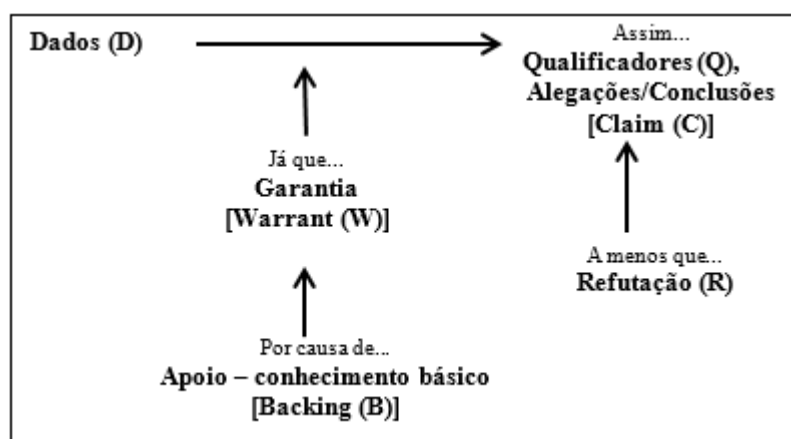 Dados (D)
Assim...
Qualificadores (Q),
Alegações/Conclusões
[Claim (C)]
Já que...
Garantia
[Warrant (W)]
A menos que...
Refutação (R)
Por causa de...
Apoio – conhecimento básico
[Backing (B)]